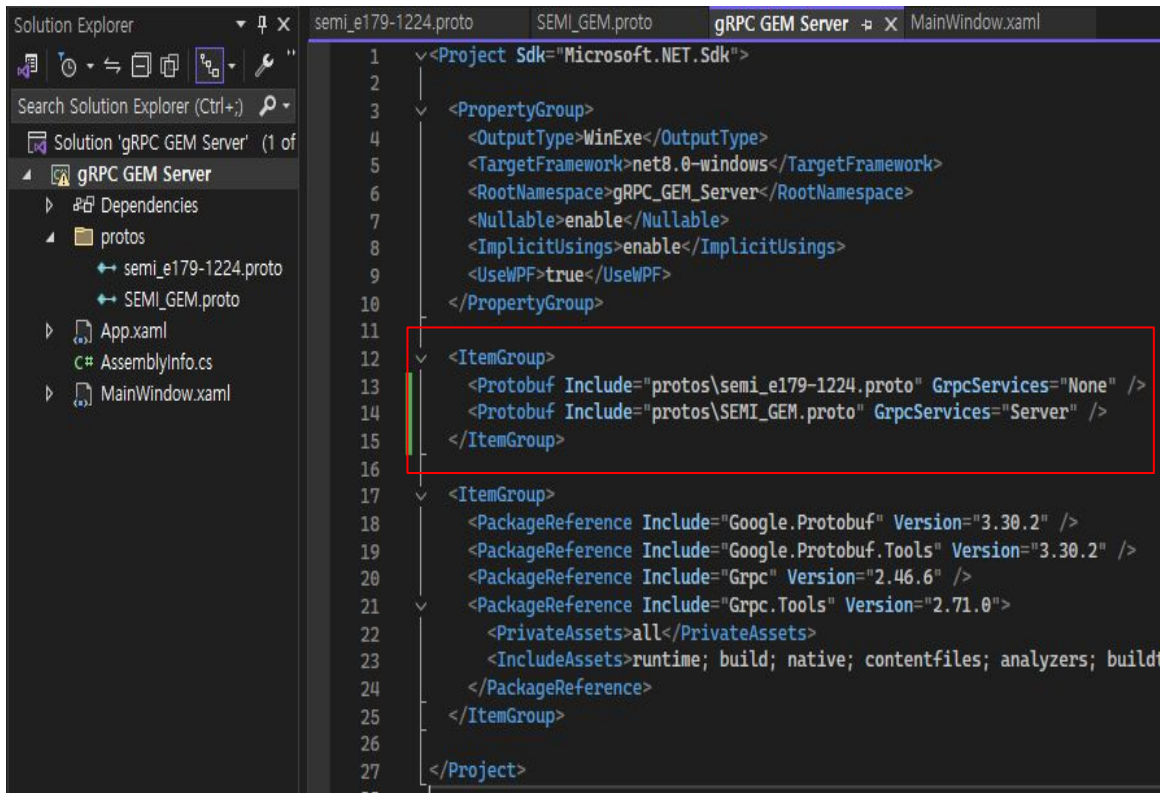 Solution Explorer
Search Solution Explorer (Ctrl+;)
Solution 'gRPC GEM Server' (1 of
gRPC GEM Server
Dependencies
protos
semi_e179-1224.proto
SEMI_GEM.proto
App.xaml
C# AssemblyInfo.cs
MainWindow.xaml
semi_e179-1224.proto SEMI_GEM.proto gRPC GEM Server MainWindow.xaml
1 <Project Sdk="Microsoft.NET.Sdk">
2
3 <PropertyGroup>
4 <OutputType>WinExe</OutputType>
5 <TargetFramework>net8.0-windows</TargetFramework>
6 <RootNamespace>gRPC_GEM_Server</RootNamespace>
7 <Nullable>enable</Nullable>
8 <ImplicitUsings>enable</ImplicitUsings>
9 <UseWPF>true</UseWPF>
10 </PropertyGroup>
11
12 <ItemGroup>
13 <Protobuf Include="protos\semi_e179-1224.proto" GrpcServices="None" />
14 <Protobuf Include="protos\SEMI_GEM.proto" GrpcServices="Server" />
15 </ItemGroup>
16
17 <ItemGroup>
18 <PackageReference Include="Google.Protobuf" Version="3.30.2" />
19 <PackageReference Include="Google.Protobuf.Tools" Version="3.30.2" />
20 <PackageReference Include="Grpc" Version="2.46.6" />
21 <PackageReference Include="Grpc.Tools" Version="2.71.0">
22 <PrivateAssets>all</PrivateAssets>
23 <IncludeAssets>runtime; build; native; contentfiles; analyzers; buildt
24 </PackageReference>
25 </ItemGroup>
26
27 </Project>